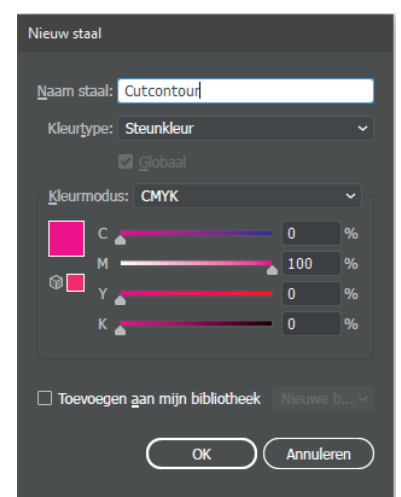 Nieuw staal
Naam staal: Cutcontour
Kleurtype: Steunkleur
Globaal
Kleurmodus: CMYK
C 0 %
M 100 %
Y 0 %
K 0 %
Toevoegen aan mijn bibliotheek Nieuwe b...
OK Annuleren